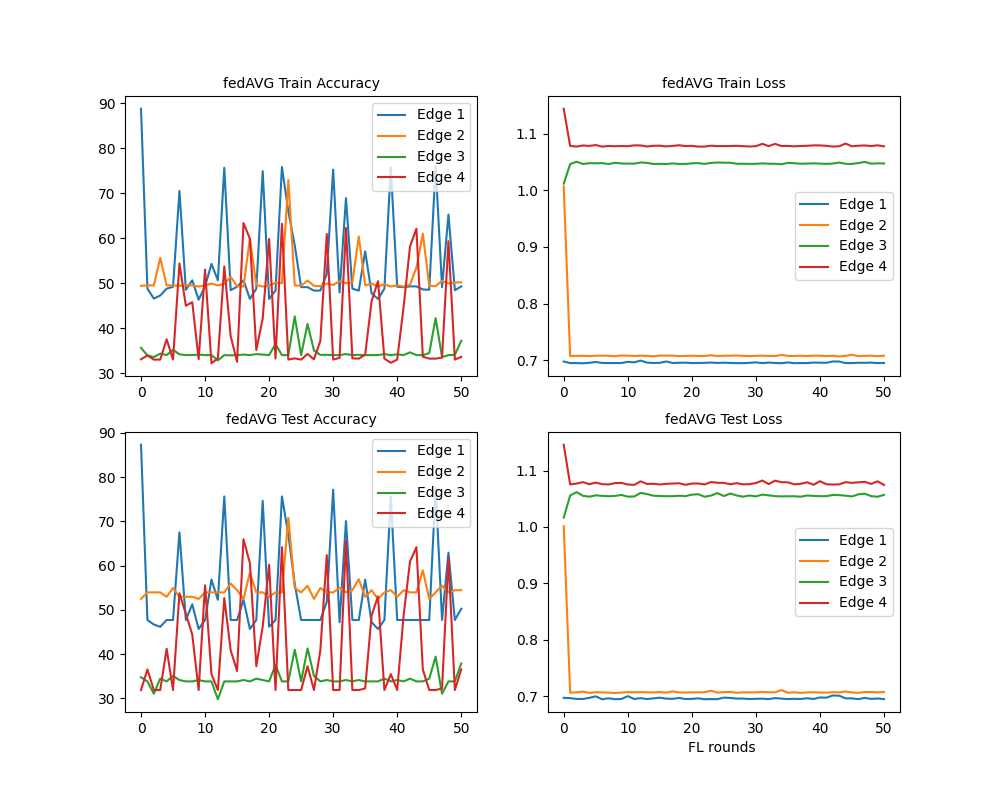 fedAVG Train Accuracy
90
80
70
60
50
40
30
0 10 20 30 40 50
Edge 1
Edge 2
Edge 3
Edge 4
fedAVG Train Loss
1.1
1.0
0.9
0.8
0.7
0 10 20 30 40 50
Edge 1
Edge 2
Edge 3
Edge 4
fedAVG Test Accuracy
90
80
70
60
50
40
30
0 10 20 30 40 50
Edge 1
Edge 2
Edge 3
Edge 4
fedAVG Test Loss
1.1
1.0
0.9
0.8
0.7
0 10 20 30 40 50
Edge 1
Edge 2
Edge 3
Edge 4
FL rounds